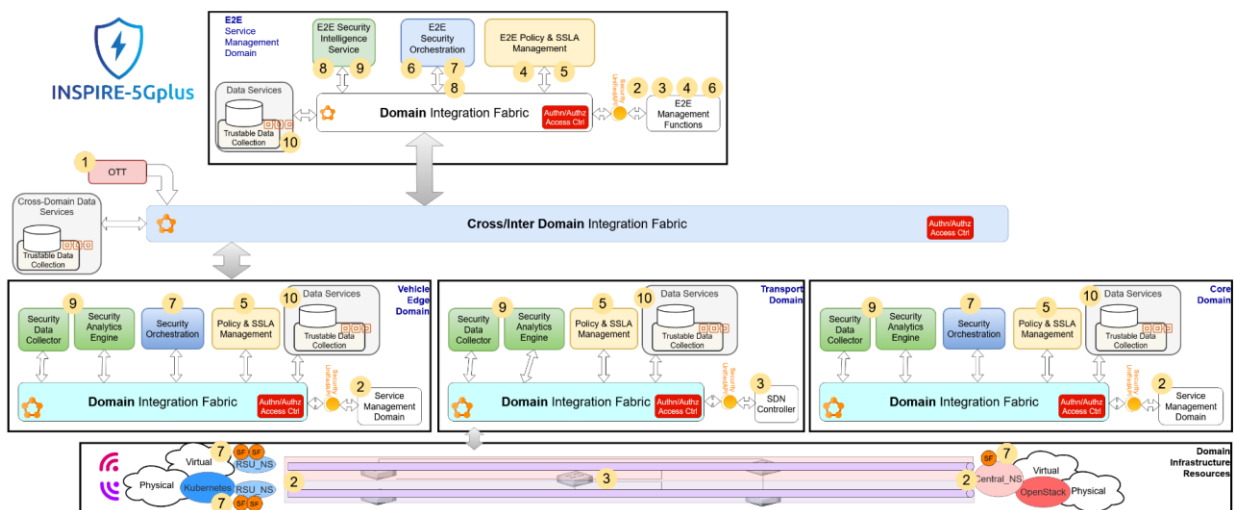 INSPIRE-5Gplus
E2E
Service
Management
Domain
E2E Security
Intelligence
Service
8
9
E2E
Security
Orchestration
6
7
8
E2E Policy & SSLA
Management
4
5
Data Services
Trustable Data
Collection
10
Domain Integration Fabric
Authn/Authz
Access Ctrl
Security
2
3
4
6
E2E
Management
Functions
1
OTT
Cross-Domain Data
Services
Trustable Data
Collection
Cross/Inter Domain Integration Fabric
Authn/Authz
Access Ctrl
Vehicle
Edge
Domain
9
Security
Data
Collector
Security
Analytics
Engine
7
Security
Orchestration
5
Policy & SSLA
Management
10
Data Services
Trustable Data
Collection
Domain Integration Fabric
Authn/Authz
Access Ctrl
Security
2
Service
Management
Domain
Transport
Domain
9
Security
Data
Collector
Security
Analytics
Engine
5
Policy & SSLA
Management
10
Data Services
Trustable Data
Collection
Domain Integration Fabric
Authn/Authz
Access Ctrl
Security
3
SDN
Controller
Core
Domain
9
Security
Data
Collector
Security
Analytics
Engine
7
Security
Orchestration
5
Policy & SSLA
Management
10
Data Services
Trustable Data
Collection
Domain Integration Fabric
Authn/Authz
Access Ctrl
Security
2
Service
Management
Domain
Domain
Infrastructure
Resources
7
SF
SF
Virtual
RSU_NS
Physical
Kubernetes
RSU_NS
7
SF
SF
2
3
2
SF
7
Central_NS
Virtual
OpenStack
Physical